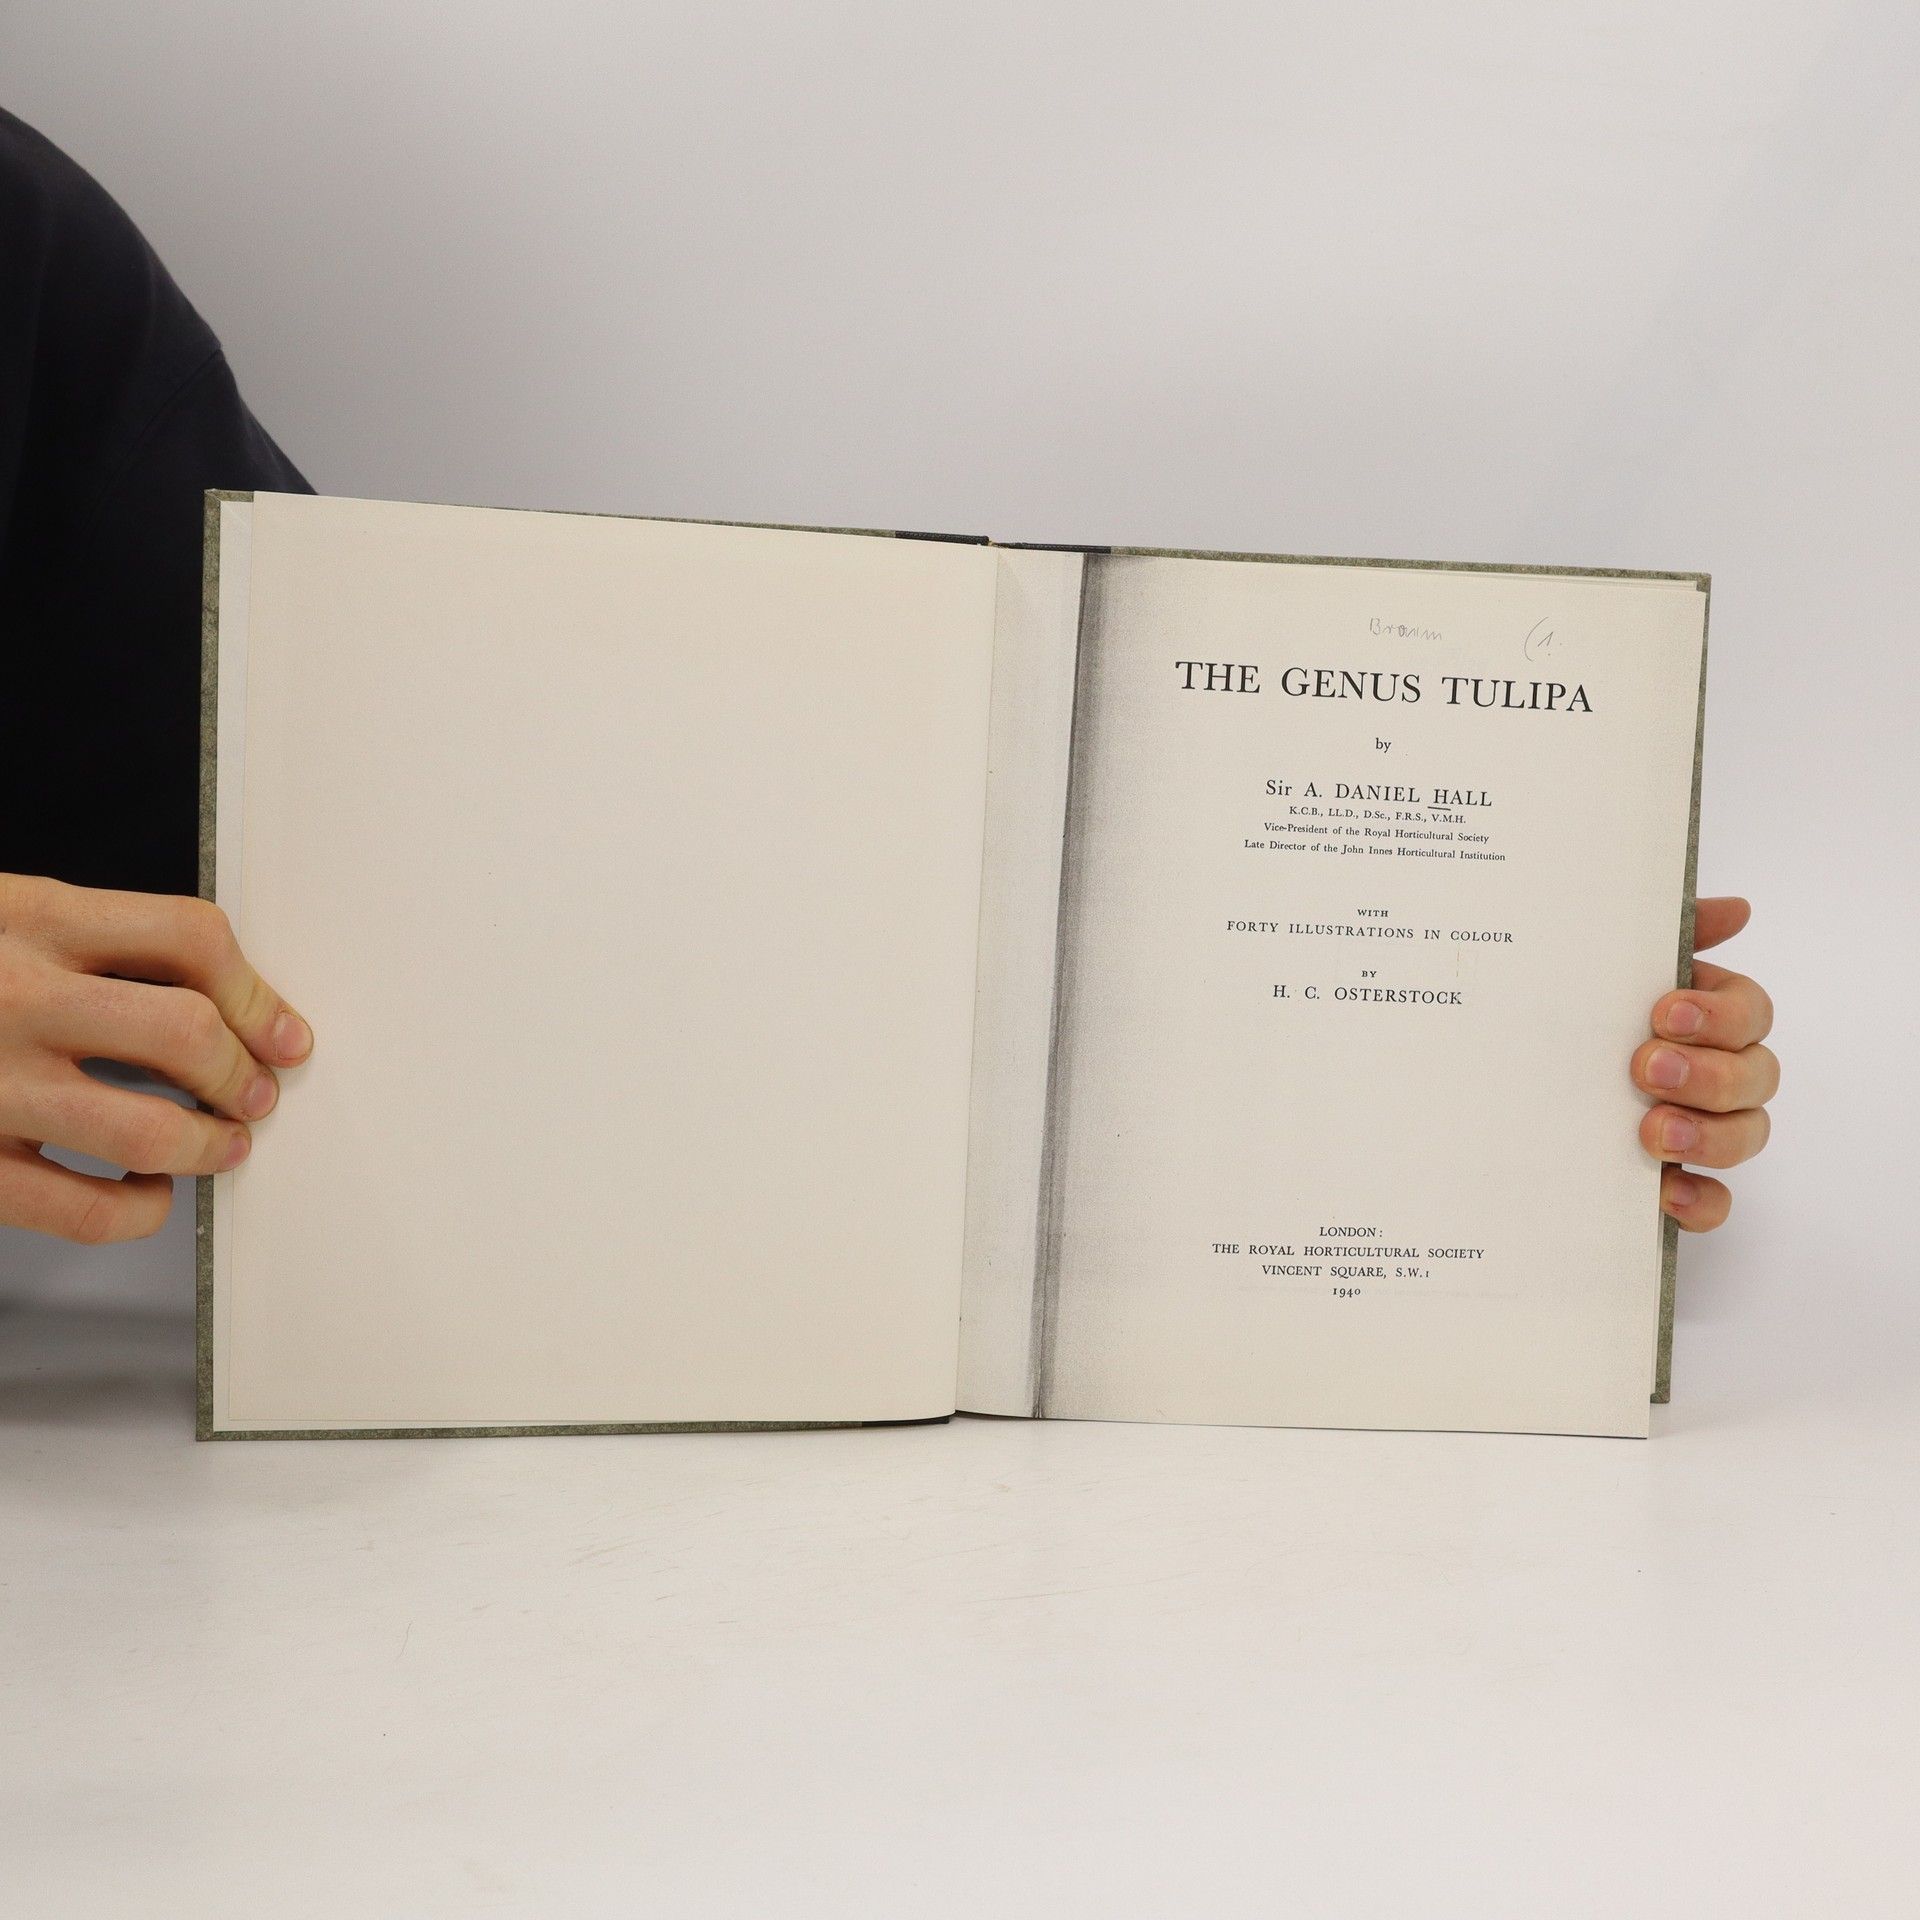 (1.
THE GENUS TULIPA
by
Sir A. DANIEL HALL
K.C.B., LL.D., D.Sc., F.R.S., V.M.H.
Vice-President of the Royal Horticultural Society
Late Director of the John Innes Horticultural Institution
WITH
FORTY ILLUSTRATIONS IN COLOUR
BY
H. C. OSTERSTOCK
LONDON:
THE ROYAL HORTICULTURAL SOCIETY
VINCENT SQUARE, S.W.1
1940